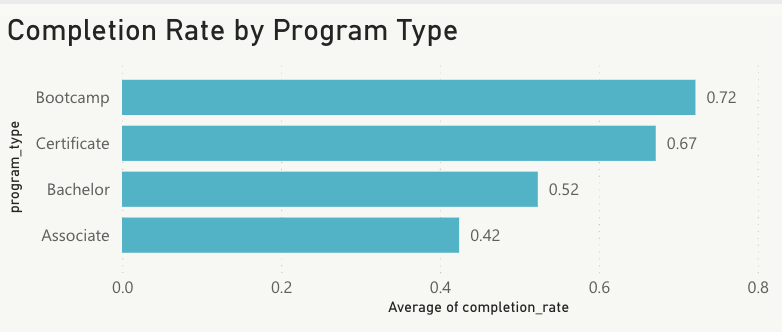 Completion Rate by Program Type
program_type
Bootcamp 0.72
Certificate 0.67
Bachelor 0.52
Associate 0.42
0.0 0.2 0.4 0.6 0.8
Average of completion_rate